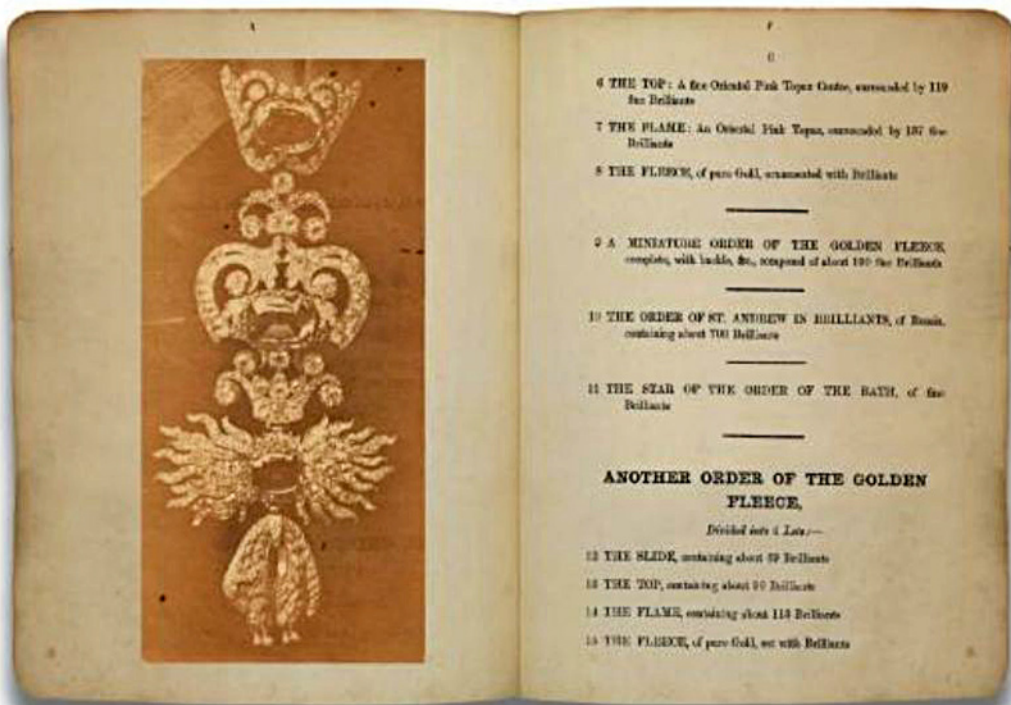 6
6 THE TOP: A fine Oriental Pink Topaz Centre, surrounded by 119
fine Brilliants
7 THE FLAME: An Oriental Pink Topaz, surrounded by 137 fine
Brilliants
8 THE FLEECE, of pure Gold, ornamented with Brilliants
9 A MINIATURE ORDER OF THE GOLDEN FLEECE,
complete, with buckle, &c., composed of about 190 fine Brilliants
10 THE ORDER OF ST. ANDREW IN BRILLIANTS, of Russia,
containing about 700 Brilliants
11 THE STAR OF THE ORDER OF THE BATH, of fine
Brilliants
ANOTHER ORDER OF THE GOLDEN
FLEECE,
Divided into 4 Lots:—
12 THE SLIDE, containing about Brilliants
13 THE TOP, containing about 90 Brilliants
14 THE FLAME, containing about 113 Brilliants
15 THE FLEECE, of pure Gold, set with Brilliants